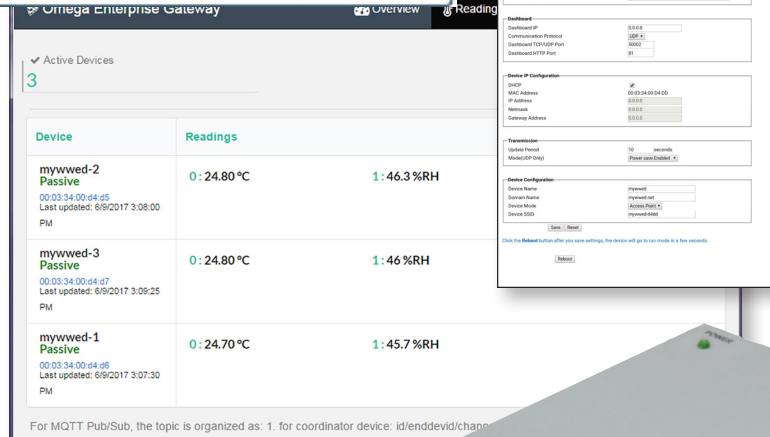 Omega Enterprise Gateway
Overview
Reading
Active Devices
3
Device Readings
mywwed-2
Passive
00:03:34:00:d4:d5
Last updated: 6/9/2017 3:08:00
PM
0 : 24.80 ºC 1 : 46.3 %RH
mywwed-3
Passive
00:03:34:00:d4:d7
Last updated: 6/9/2017 3:09:25
PM
0 : 24.80 ºC 1 : 46 %RH
mywwed-1
Passive
00:03:34:00:d4:d6
Last updated: 6/9/2017 3:07:30
PM
0 : 24.70 ºC 1 : 45.7 %RH
For MQTT Pub/Sub, the topic is organized as: 1. for coordinator device: id/enddevid/chann
Dashboard
Dashboard IP 0.0.0.0
Communication Protocol UDP
Dashboard TCP/UDP Port 50002
Dashboard HTTP Port 81
Device IP Configuration
DHCP
MAC Address 00:03:34:00:D4:DD
IP Address 0.0.0.0
Netmask 0.0.0.0
Gateway Address 0.0.0.0
Transmission
Update Period 10 seconds
Mode(UDP Only) Power save Enabled
Device Configuration
Device Name mywwed
Domain Name mywwed.net
Device Mode Access Point
Device SSID mywwed-d4dd
Save Reset
Click the Reboot button after you save settings, the device will go to run mode in a few seconds.
Reboot
POWER